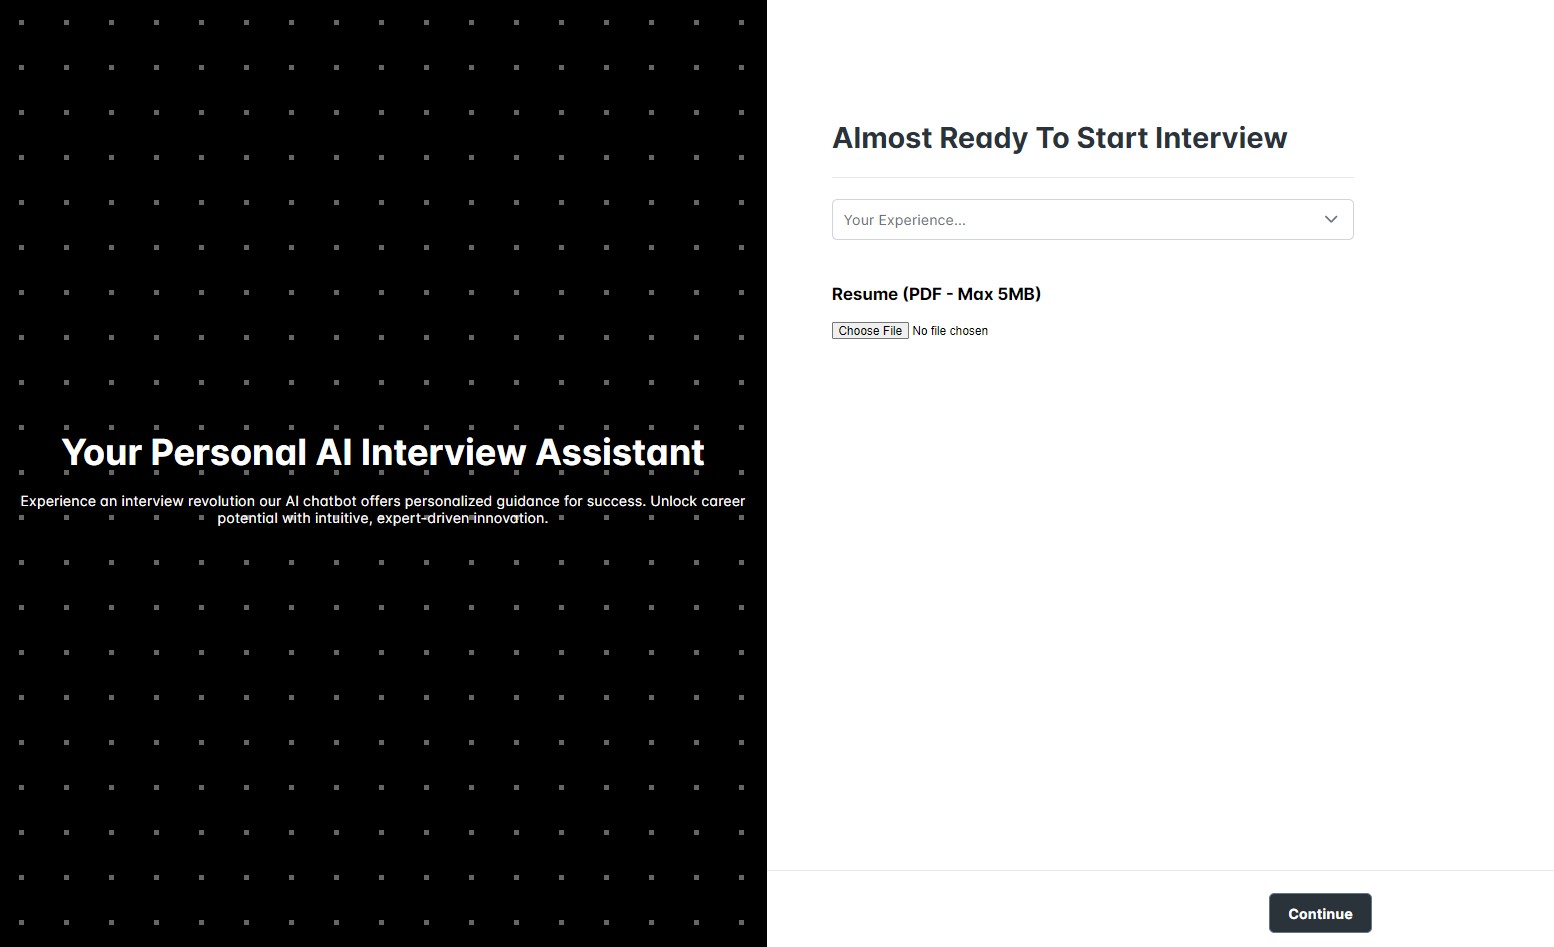 Your Personal AI Interview Assistant
Experience an interview revolution our AI chatbot offers personalized guidance for success. Unlock career
potential with intuitive, expert-driven innovation.
Almost Ready To Start Interview
Your Experience...
Resume (PDF - Max 5MB)
Choose File No file chosen
Continue